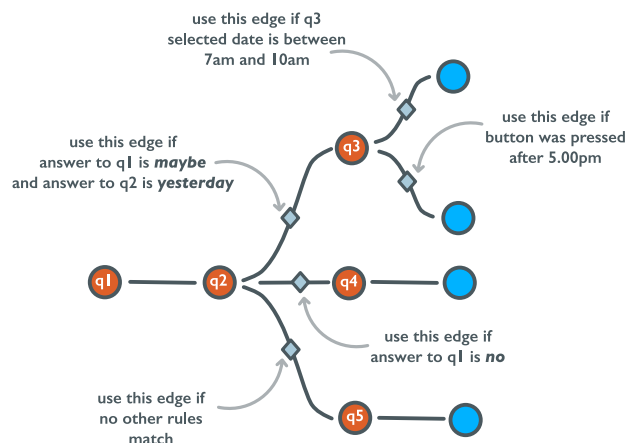 use this edge if q3
selected date is between
7am and 10am
use this edge if
button was pressed
after 5.00pm
use this edge if
answer to q1 is maybe
and answer to q2 is yesterday
q3
q1
q2
q4
use this edge if
answer to q1 is no
use this edge if
no other rules
match
q5